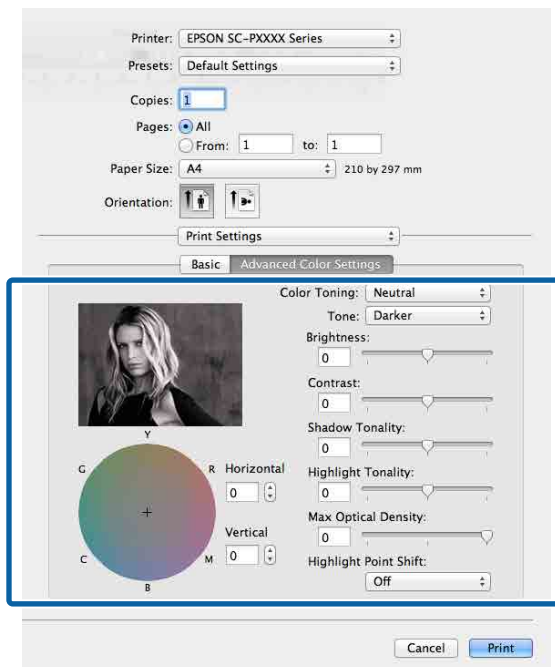 Printer: EPSON SC-PXXXX Series
Presets: Default Settings
Copies: 1
Pages: All
From: 1 to: 1
Paper Size: A4 210 by 297 mm
Orientation:
Print Settings
Basic Advanced Color Settings
Color Toning: Neutral
Tone: Darker
Brightness:
0
Contrast:
0
Shadow Tonality:
0
Highlight Tonality:
0
Max Optical Density:
0
Highlight Point Shift:
Off
Y
G R
C M
B
Horizontal
0
Vertical
0
Cancel Print